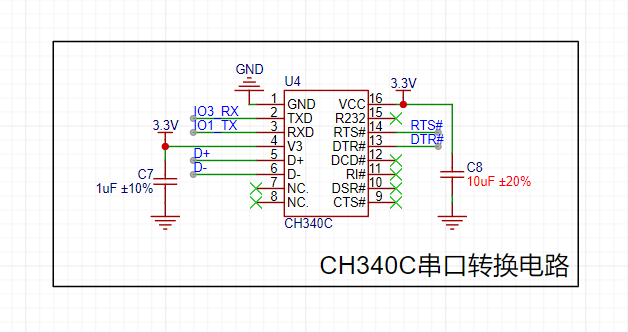 GND
U4
1 GND VCC 16 3.3V
IO3_RX 2 TXD R232 15
IO1_TX 3 RXD RTS# 14 RTS#
3.3V 4 V3 DTR# 13 DTR#
D+ 5 D+ DCD# 12
D- 6 D- RI# 11
7 NC. DSR# 10
8 NC. CTS# 9
CH340C
C7
1uF ±10%
C8
10uF ±20%
CH340C串口转换电路